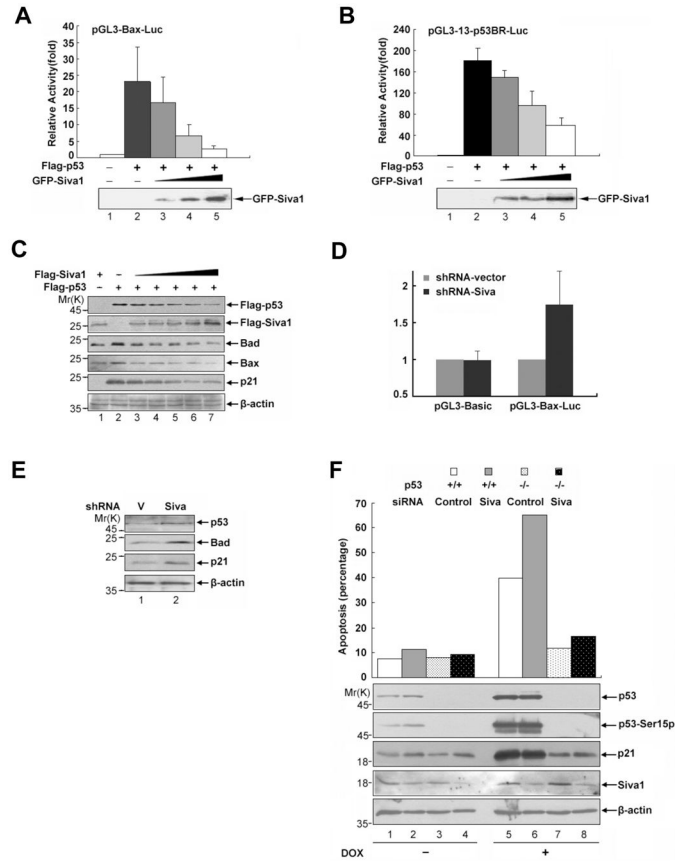 A
pGL3-Bax-Luc
Relative Activity(fold)
40
35
30
25
20
15
10
5
0
Flag-p53 – + + + +
GFP-Siva1 – –
GFP-Siva1
1 2 3 4 5
B
pGL3-13-p53BR-Luc
Relative Activity(fold)
240
200
160
120
80
40
0
Flag-p53 – + + + +
GFP-Siva1 – –
GFP-Siva1
1 2 3 4 5
C
Flag-Siva1 + –
Flag-p53 – + + + + + +
Mr(K)
45 Flag-p53
25 Flag-Siva1
25 Bad
25 Bax
25 p21
35 β-actin
1 2 3 4 5 6 7
D
shRNA-vector
shRNA-Siva
2
1.5
1
0.5
pGL3-Basic pGL3-Bax-Luc
E
shRNA V Siva
Mr(K)
45 p53
25 Bad
25 p21
35 β-actin
1 2
F
p53 +/+ +/+ -/- -/-
siRNA Control Siva Control Siva
Apoptosis (percentage)
70
60
50
40
30
20
10
0
Mr(K)
45 p53
45 p53-Ser15p
18 p21
18 Siva1
35 β-actin
1 2 3 4 5 6 7 8
DOX – +